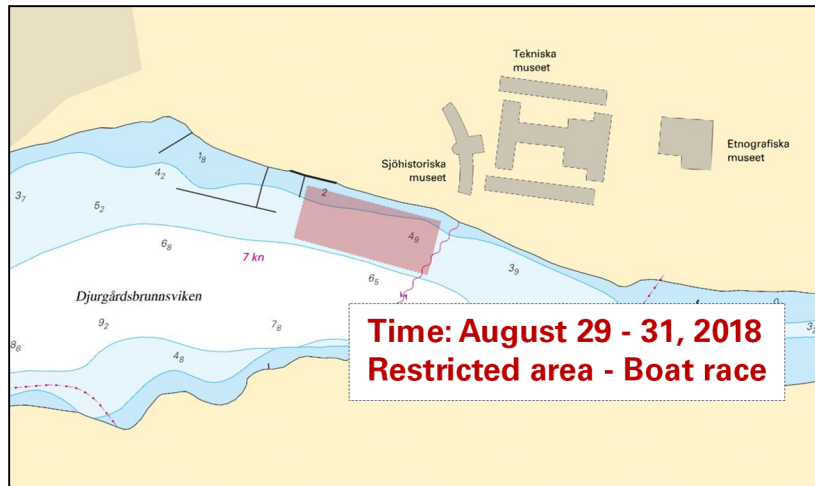 Tekniska
museet
Etnografiska
museet
Sjöhistoriska
museet
1₈
4₂
2
3₇
5₂
4₉
6₈
7 kn
3₉
6₅
Djurgårdsbrunnsviken
9₂
7₈
8₈
4₈
Time: August 29 - 31, 2018
Restricted area - Boat race